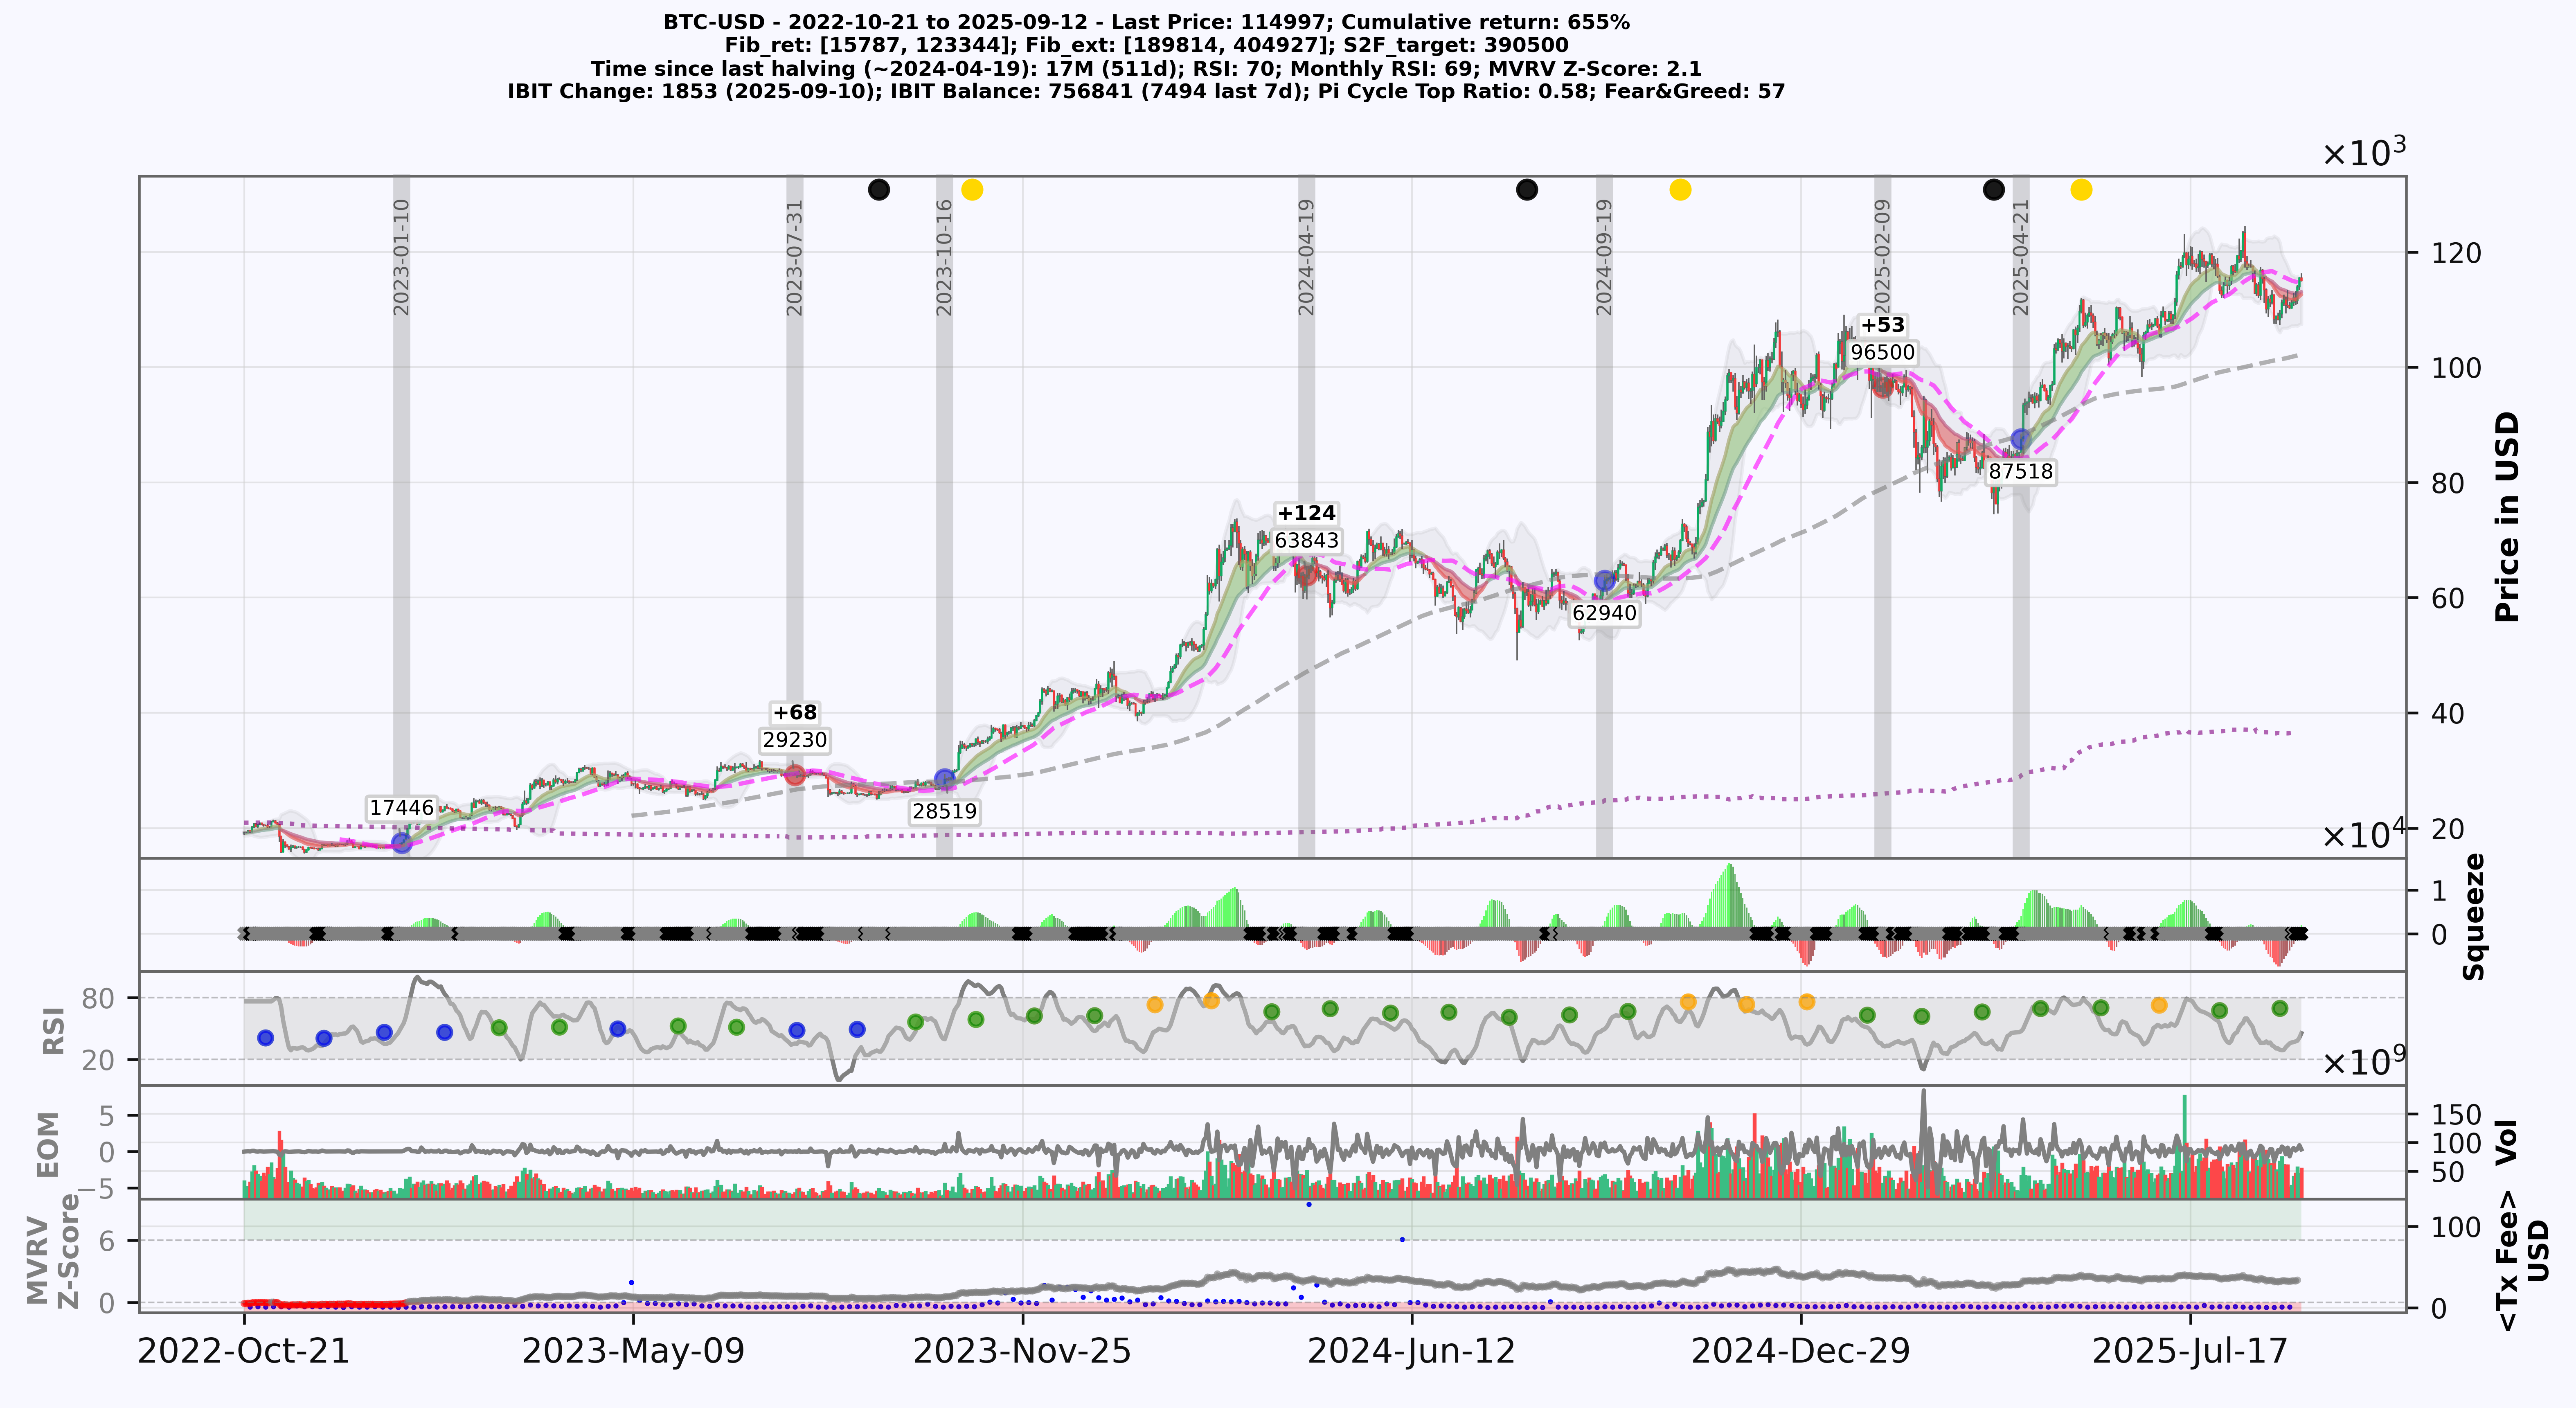 BTC-USD - 2022-10-21 to 2025-09-12 - Last Price: 114997; Cumulative return: 655%
Fib_ret: [15787, 123344]; Fib_ext: [189814, 404927]; S2F_target: 390500
Time since last halving (~2024-04-19): 17M (511d); RSI: 70; Monthly RSI: 69; MVRV Z-Score: 2.1
IBIT Change: 1853 (2025-09-10); IBIT Balance: 756841 (7494 last 7d); Pi Cycle Top Ratio: 0.58; Fear&Greed: 57
×10³
2023-01-10
2023-07-31
2023-10-16
2024-04-19
2024-09-19
2025-02-09
2025-04-21
120
100
80
60
40
20
Price in USD
+53
96500
87518
+124
63843
62940
+68
29230
28519
17446
×10⁴
1
0
Squeeze
RSI
80
20
×10⁹
EOM
5
0
−5
150
100
50
Vol
MVRV
Z-Score
6
0
100
0
<Tx Fee>
USD
2022-Oct-21
2023-May-09
2023-Nov-25
2024-Jun-12
2024-Dec-29
2025-Jul-17